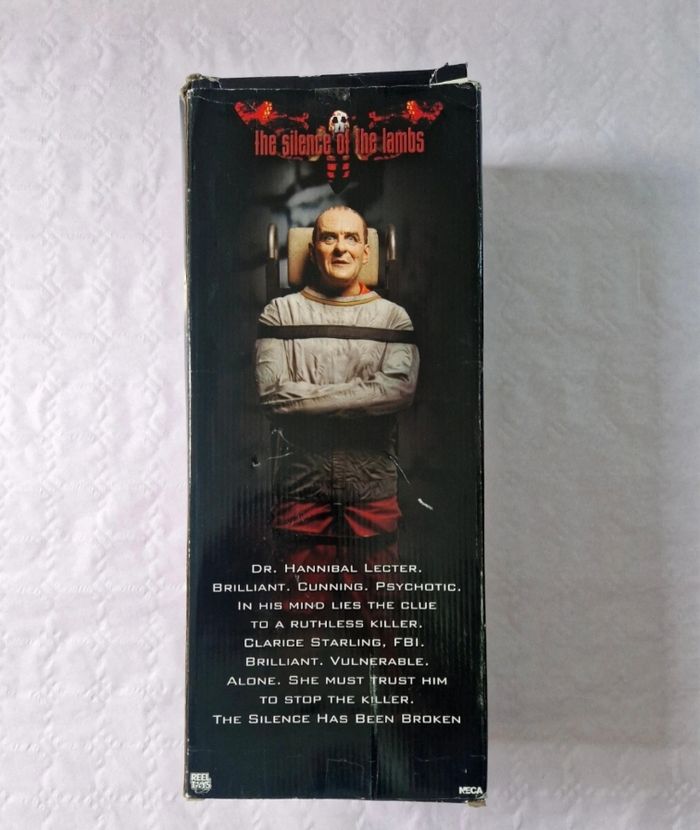 the silence of the lambs
DR. HANNIBAL LECTER.
BRILLIANT. CUNNING. PSYCHOTIC.
IN HIS MIND LIES THE CLUE
TO A RUTHLESS KILLER.
CLARICE STARLING, FBI.
BRILLIANT. VULNERABLE.
ALONE. SHE MUST TRUST HIM
TO STOP THE KILLER.
THE SILENCE HAS BEEN BROKEN
REEL
TOYS
NECA